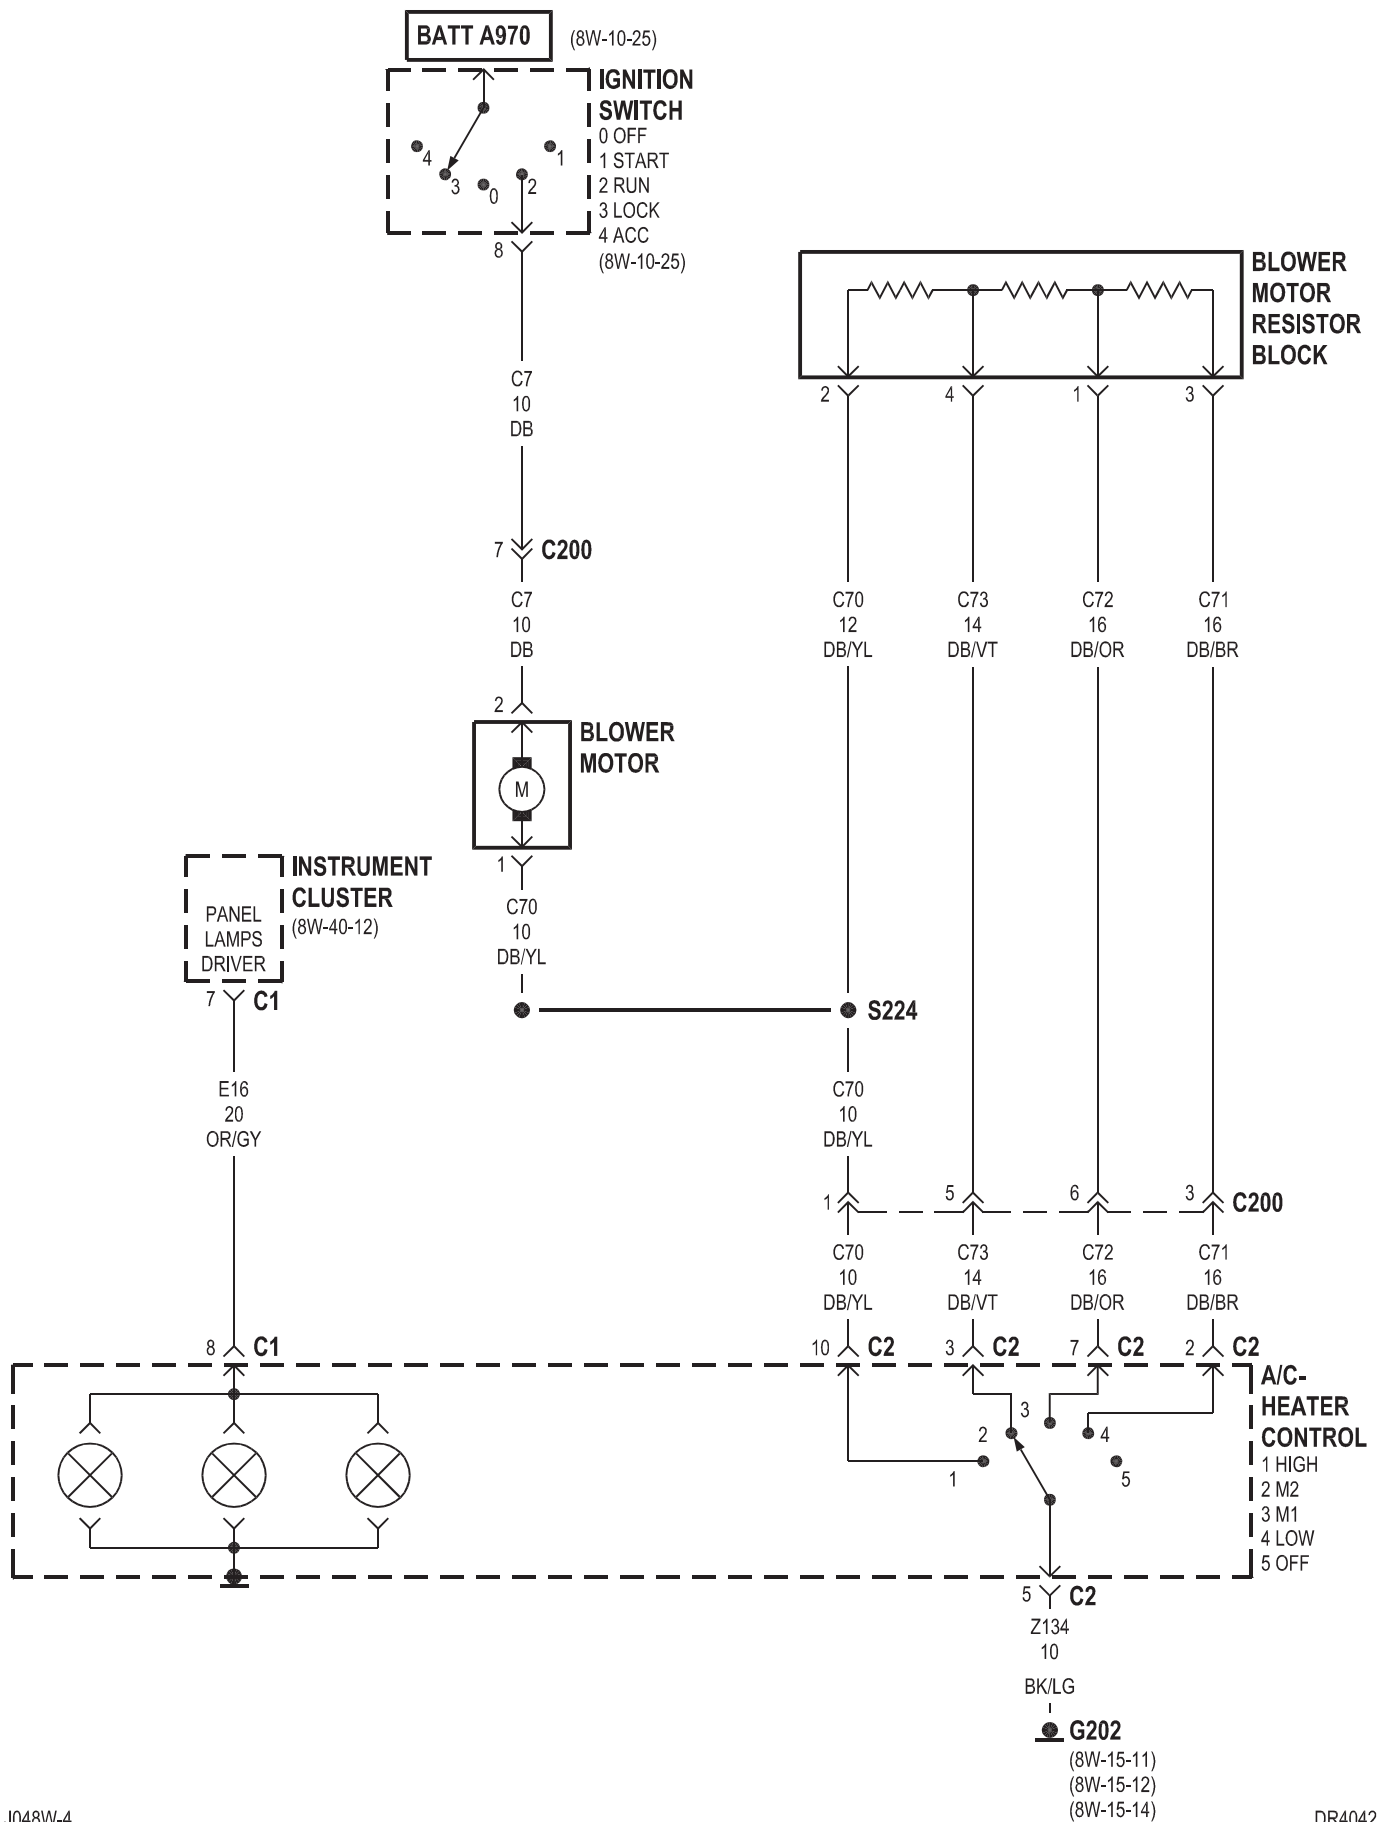 BATT A970
(8W-10-25)
IGNITION
SWITCH
0 OFF
1 START
2 RUN
3 LOCK
4 ACC
(8W-10-25)
4
3
0
2
1
8
C7
10
DB
7
C200
C7
10
DB
2
BLOWER
MOTOR
M
1
C70
10
DB/YL
BLOWER
MOTOR
RESISTOR
BLOCK
2
4
1
3
C70
12
DB/YL
C73
14
DB/VT
C72
16
DB/OR
C71
16
DB/BR
S224
C70
10
DB/YL
INSTRUMENT
CLUSTER
(8W-40-12)
PANEL
LAMPS
DRIVER
7
C1
E16
20
OR/GY
8
C1
1
5
6
3
C200
C70
10
DB/YL
C73
14
DB/VT
C72
16
DB/OR
C71
16
DB/BR
10
C2
3
C2
7
C2
2
C2
A/C-
HEATER
CONTROL
1 HIGH
2 M2
3 M1
4 LOW
5 OFF
1
2
3
4
5
5
C2
Z134
10
BK/LG
G202
(8W-15-11)
(8W-15-12)
(8W-15-14)
J048W-4
DR4042